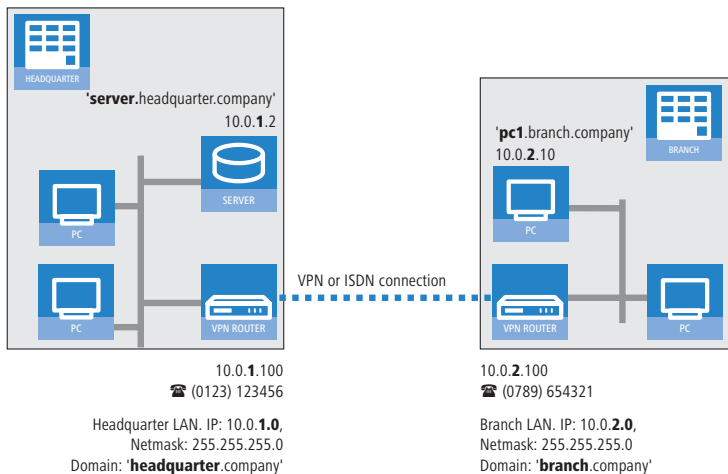 HEADQUARTER
'server.headquarter.company'
10.0.1.2
SERVER
PC
PC
VPN ROUTER
10.0.1.100
☎ (0123) 123456
Headquarter LAN. IP: 10.0.1.0,
Netmask: 255.255.255.0
Domain: 'headquarter.company'
VPN or ISDN connection
BRANCH
'pc1.branch.company'
10.0.2.10
PC
VPN ROUTER
PC
10.0.2.100
☎ (0789) 654321
Branch LAN. IP: 10.0.2.0,
Netmask: 255.255.255.0
Domain: 'branch.company'